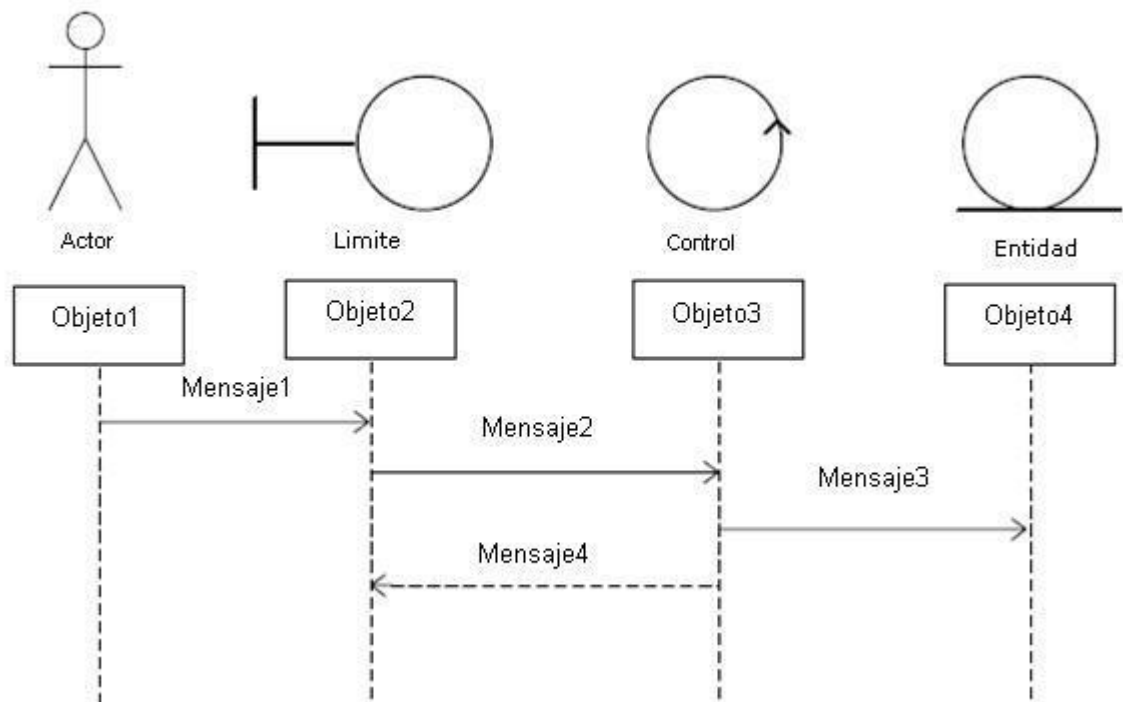 Actor
Limite
Control
Entidad
Objeto1
Objeto2
Objeto3
Objeto4
Mensaje1
Mensaje2
Mensaje3
Mensaje4